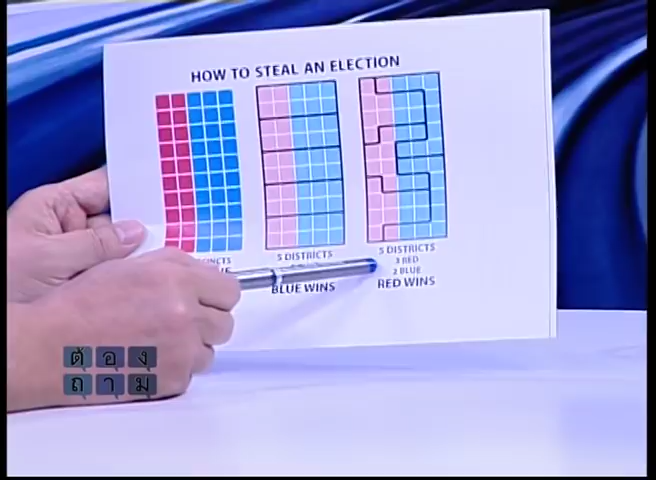 HOW TO STEAL AN ELECTION
5 DISTRICTS
BLUE WINS
5 DISTRICTS
3 RED
2 BLUE
RED WINS
ต้อง
ถาม